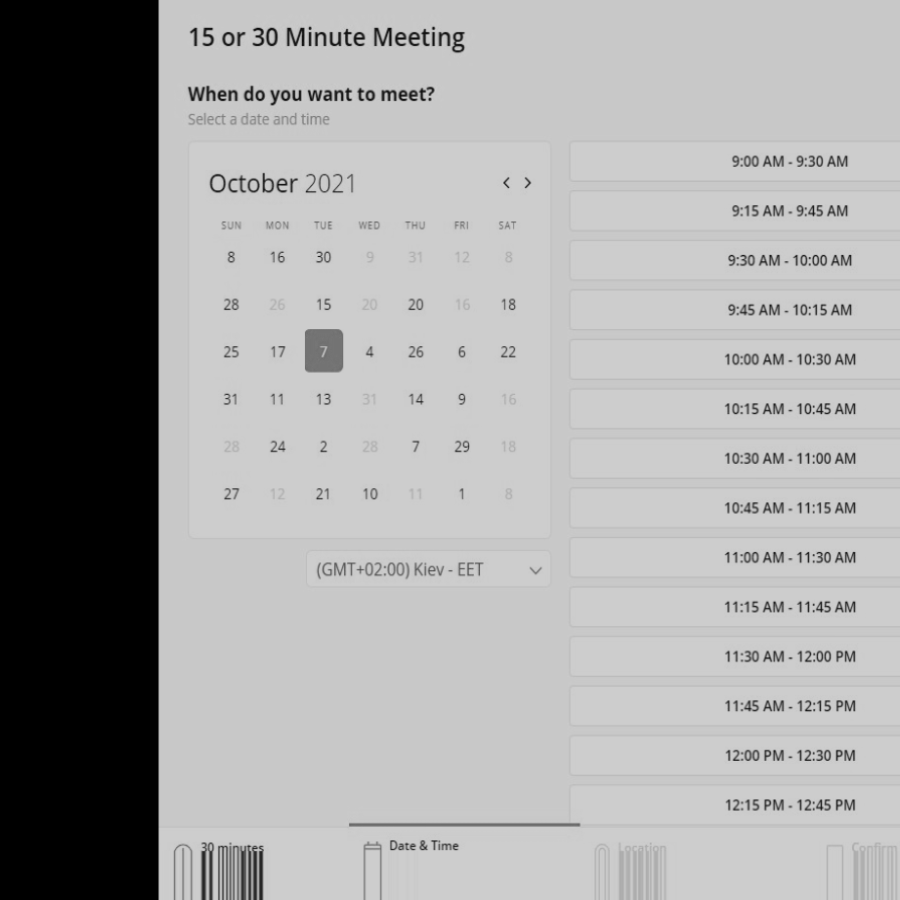 15 or 30 Minute Meeting
When do you want to meet?
Select a date and time
October 2021
SUN MON TUE WED THU FRI SAT
8 16 30 9 31 12 8
28 26 15 20 20 16 18
25 17 7 4 26 6 22
31 11 13 31 14 9 16
28 24 2 28 7 29 18
27 12 21 10 11 1 8
(GMT+02:00) Kiev - EET
9:00 AM - 9:30 AM
9:15 AM - 9:45 AM
9:30 AM - 10:00 AM
9:45 AM - 10:15 AM
10:00 AM - 10:30 AM
10:15 AM - 10:45 AM
10:30 AM - 11:00 AM
10:45 AM - 11:15 AM
11:00 AM - 11:30 AM
11:15 AM - 11:45 AM
11:30 AM - 12:00 PM
11:45 AM - 12:15 PM
12:00 PM - 12:30 PM
12:15 PM - 12:45 PM
30 minutes
Date & Time
Location
Confirm